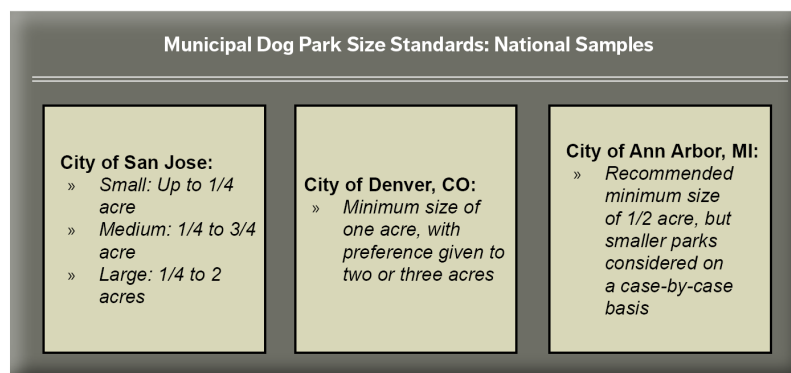 Municipal Dog Park Size Standards: National Samples
City of San Jose:
» Small: Up to 1/4
acre
» Medium: 1/4 to 3/4
acre
» Large: 1/4 to 2
acres
City of Denver, CO:
» Minimum size of
one acre, with
preference given to
two or three acres
City of Ann Arbor, MI:
» Recommended
minimum size
of 1/2 acre, but
smaller parks
considered on
a case-by-case
basis